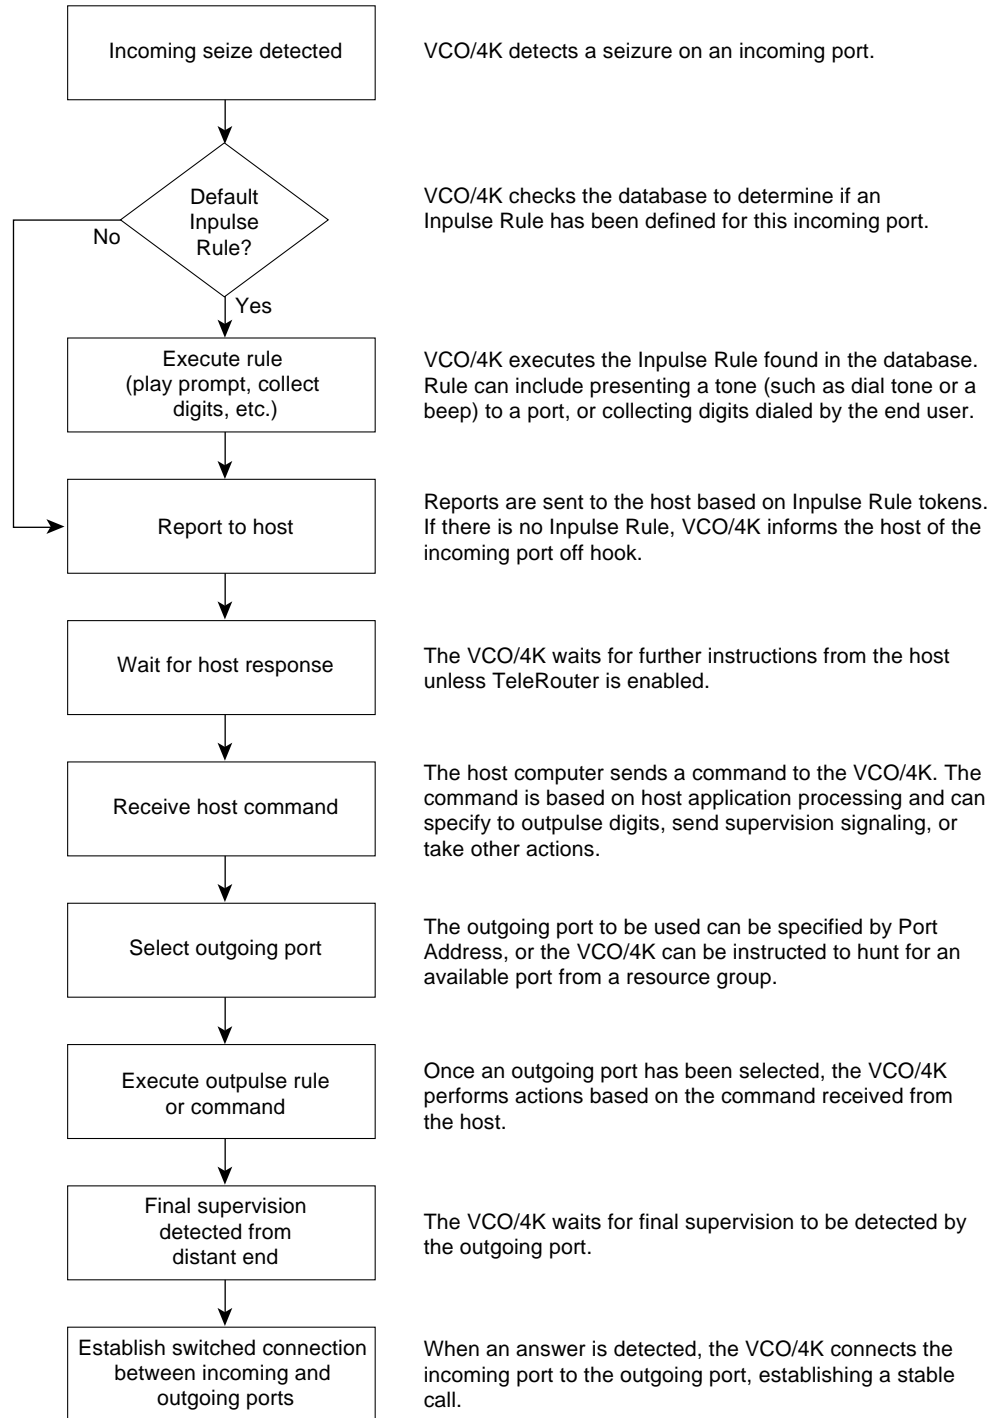 Incoming seize detected
VCO/4K detects a seizure on an incoming port.
Default
Inpulse
Rule?
No
Yes
VCO/4K checks the database to determine if an
Inpulse Rule has been defined for this incoming port.
Execute rule
(play prompt, collect
digits, etc.)
VCO/4K executes the Inpulse Rule found in the database.
Rule can include presenting a tone (such as dial tone or a
beep) to a port, or collecting digits dialed by the end user.
Report to host
Reports are sent to the host based on Inpulse Rule tokens.
If there is no Inpulse Rule, VCO/4K informs the host of the
incoming port off hook.
Wait for host response
The VCO/4K waits for further instructions from the host
unless TeleRouter is enabled.
Receive host command
The host computer sends a command to the VCO/4K. The
command is based on host application processing and can
specify to outpulse digits, send supervision signaling, or
take other actions.
Select outgoing port
The outgoing port to be used can be specified by Port
Address, or the VCO/4K can be instructed to hunt for an
available port from a resource group.
Execute outpulse rule
or command
Once an outgoing port has been selected, the VCO/4K
performs actions based on the command received from
the host.
Final supervision
detected from
distant end
The VCO/4K waits for final supervision to be detected by
the outgoing port.
Establish switched connection
between incoming and
outgoing ports
When an answer is detected, the VCO/4K connects the
incoming port to the outgoing port, establishing a stable
call.